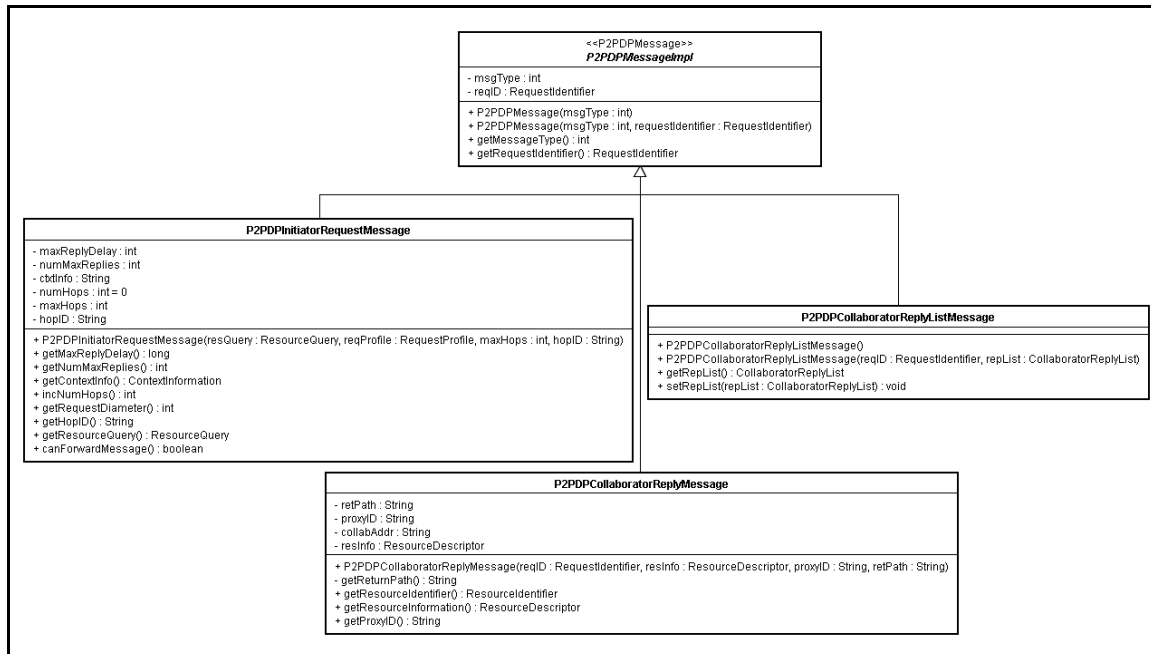 <<P2PDPMessage>>
P2PDPMessageImpl
- msgType : int
- reqID : RequestIdentifier
+ P2PDPMessage(msgType : int)
+ P2PDPMessage(msgType : int, requestIdentifier : RequestIdentifier)
+ getMessageType() : int
+ getRequestIdentifier() : RequestIdentifier
P2PDPInitiatorRequestMessage
- maxReplyDelay : int
- numMaxReplies : int
- ctxtInfo : String
- numHops : int = 0
- maxHops : int
- hopID : String
+ P2PDPInitiatorRequestMessage(resQuery : ResourceQuery, reqProfile : RequestProfile, maxHops : int, hopID : String)
+ getMaxReplyDelay() : long
+ getNumMaxReplies() : int
+ getContextInfo() : ContextInformation
+ incNumHops() : int
+ getRequestDiameter() : int
+ getHopID() : String
+ getResourceQuery() : ResourceQuery
+ canForwardMessage() : boolean
P2PDPCollaboratorReplyListMessage
+ P2PDPCollaboratorReplyListMessage()
+ P2PDPCollaboratorReplyListMessage(reqID : RequestIdentifier, repList : CollaboratorReplyList)
+ getRepList() : CollaboratorReplyList
+ setRepList(repList : CollaboratorReplyList) : void
P2PDPCollaboratorReplyMessage
- retPath : String
- proxyID : String
- collabAddr : String
- resInfo : ResourceDescriptor
+ P2PDPCollaboratorReplyMessage(reqID : RequestIdentifier, resInfo : ResourceDescriptor, proxyID : String, retPath : String)
- getReturnPath() : String
+ getResourceIdentifier() : ResourceIdentifier
+ getResourceInformation() : ResourceDescriptor
+ getProxyID() : String